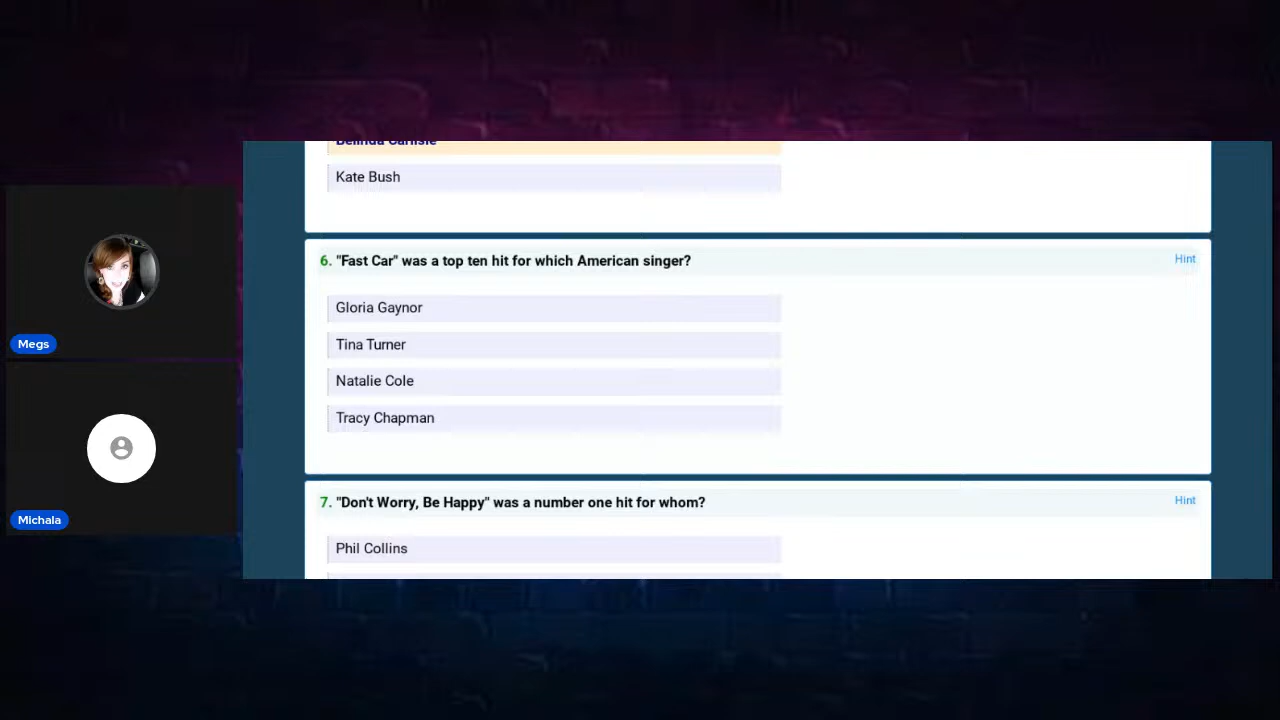 Belinda Carlisle
Kate Bush
6. "Fast Car" was a top ten hit for which American singer?
Hint
Gloria Gaynor
Tina Turner
Natalie Cole
Tracy Chapman
7. "Don't Worry, Be Happy" was a number one hit for whom?
Hint
Phil Collins
Megs
Michala